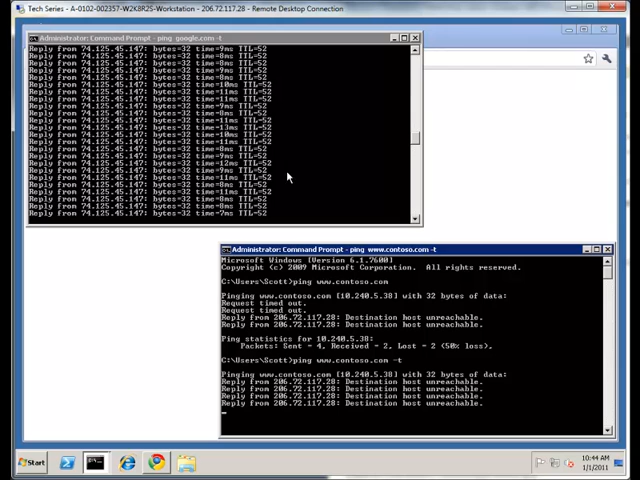 Tech Series - A-0102-002357-W2K8R2S-Workstation - 206.72.117.28 - Remote Desktop Connection
Administrator: Command Prompt - ping google.com -t
Reply from 74.125.45.147: bytes=32 time=9ms TTL=52
Reply from 74.125.45.147: bytes=32 time=9ms TTL=52
Reply from 74.125.45.147: bytes=32 time=9ms TTL=52
Reply from 74.125.45.147: bytes=32 time=8ms TTL=52
Reply from 74.125.45.147: bytes=32 time=8ms TTL=52
Reply from 74.125.45.147: bytes=32 time=10ms TTL=52
Reply from 74.125.45.147: bytes=32 time=11ms TTL=52
Reply from 74.125.45.147: bytes=32 time=11ms TTL=52
Reply from 74.125.45.147: bytes=32 time=9ms TTL=52
Reply from 74.125.45.147: bytes=32 time=8ms TTL=52
Reply from 74.125.45.147: bytes=32 time=11ms TTL=52
Reply from 74.125.45.147: bytes=32 time=13ms TTL=52
Reply from 74.125.45.147: bytes=32 time=10ms TTL=52
Reply from 74.125.45.147: bytes=32 time=11ms TTL=52
Reply from 74.125.45.147: bytes=32 time=8ms TTL=52
Reply from 74.125.45.147: bytes=32 time=9ms TTL=52
Reply from 74.125.45.147: bytes=32 time=12ms TTL=52
Reply from 74.125.45.147: bytes=32 time=9ms TTL=52
Reply from 74.125.45.147: bytes=32 time=11ms TTL=52
Reply from 74.125.45.147: bytes=32 time=8ms TTL=52
Reply from 74.125.45.147: bytes=32 time=11ms TTL=52
Reply from 74.125.45.147: bytes=32 time=8ms TTL=52
Reply from 74.125.45.147: bytes=32 time=8ms TTL=52
Reply from 74.125.45.147: bytes=32 time=7ms TTL=52
Administrator: Command Prompt - ping www.contoso.com -t
Microsoft Windows [Version 6.1.7600]
Copyright (c) 2009 Microsoft Corporation. All rights reserved.
C:\Users\Scott>ping www.contoso.com
Pinging www.contoso.com [10.240.5.38] with 32 bytes of data:
Request timed out.
Request timed out.
Reply from 206.72.117.28: Destination host unreachable.
Reply from 206.72.117.28: Destination host unreachable.
Ping statistics for 10.240.5.38:
Packets: Sent = 4, Received = 2, Lost = 2 (50% loss).
C:\Users\Scott>ping www.contoso.com -t
Pinging www.contoso.com [10.240.5.38] with 32 bytes of data:
Reply from 206.72.117.28: Destination host unreachable.
Reply from 206.72.117.28: Destination host unreachable.
Reply from 206.72.117.28: Destination host unreachable.
Reply from 206.72.117.28: Destination host unreachable.
Start
10:44 AM
1/1/2011